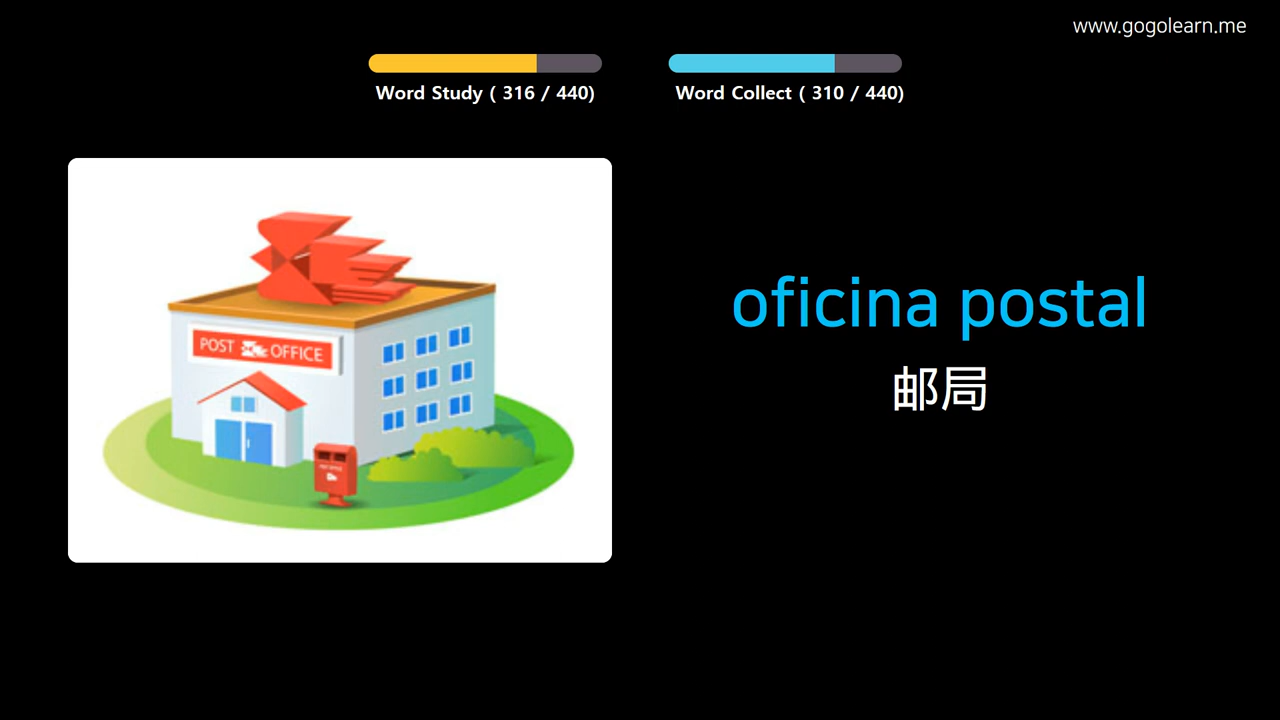 www.gogolearn.me
Word Study ( 316 / 440)
Word Collect ( 310 / 440)
POST OFFICE
oficina postal
邮局